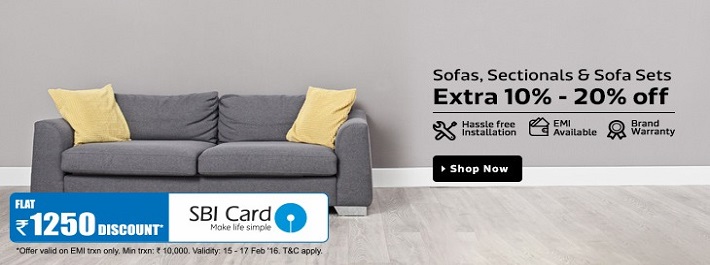 Sofas, Sectionals & Sofa Sets
Extra 10% - 20% off
Hassle free
Installation
EMI
Available
Brand
Warranty
Shop Now
FLAT
₹1250 DISCOUNT*
SBI Card
Make life simple
*Offer valid on EMI trxn only. Min trxn: ₹ 10,000. Validity: 15 - 17 Feb '16. T&C apply.